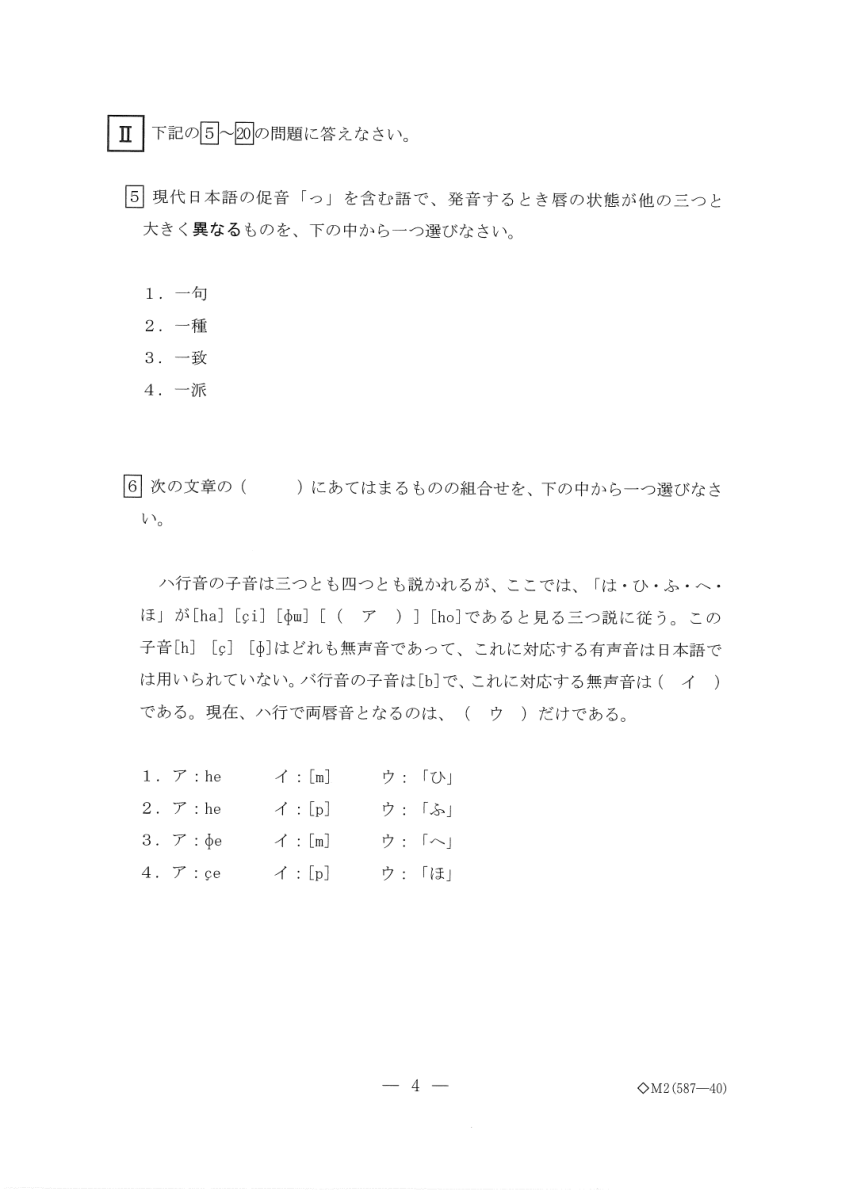 Ⅱ 下記の5～20の問題に答えなさい。
5 現代日本語の促音「っ」を含む語で、発音するとき唇の状態が他の三つと
大きく異なるものを、下の中から一つ選びなさい。
1．一句
2．一種
3．一致
4．一派
6 次の文章の（　　）にあてはまるものの組合せを、下の中から一つ選びなさ
い。
ハ行音の子音は三つとも四つとも説かれるが、ここでは、「は・ひ・ふ・へ・
ほ」が[ha] [çi] [ɸɯ] [（　ア　）] [ho]であると見る三つ説に従う。この
子音[h] [ç] [ɸ]はどれも無声音であって、これに対応する有声音は日本語で
は用いられていない。バ行音の子音は[b]で、これに対応する無声音は（　イ　）
である。現在、ハ行で両唇音となるのは、（　ウ　）だけである。
1．ア：he　イ：[m]　ウ：「ひ」
2．ア：he　イ：[p]　ウ：「ふ」
3．ア：ɸe　イ：[m]　ウ：「へ」
4．ア：çe　イ：[p]　ウ：「ほ」
— 4 —
◇M2(587—40)